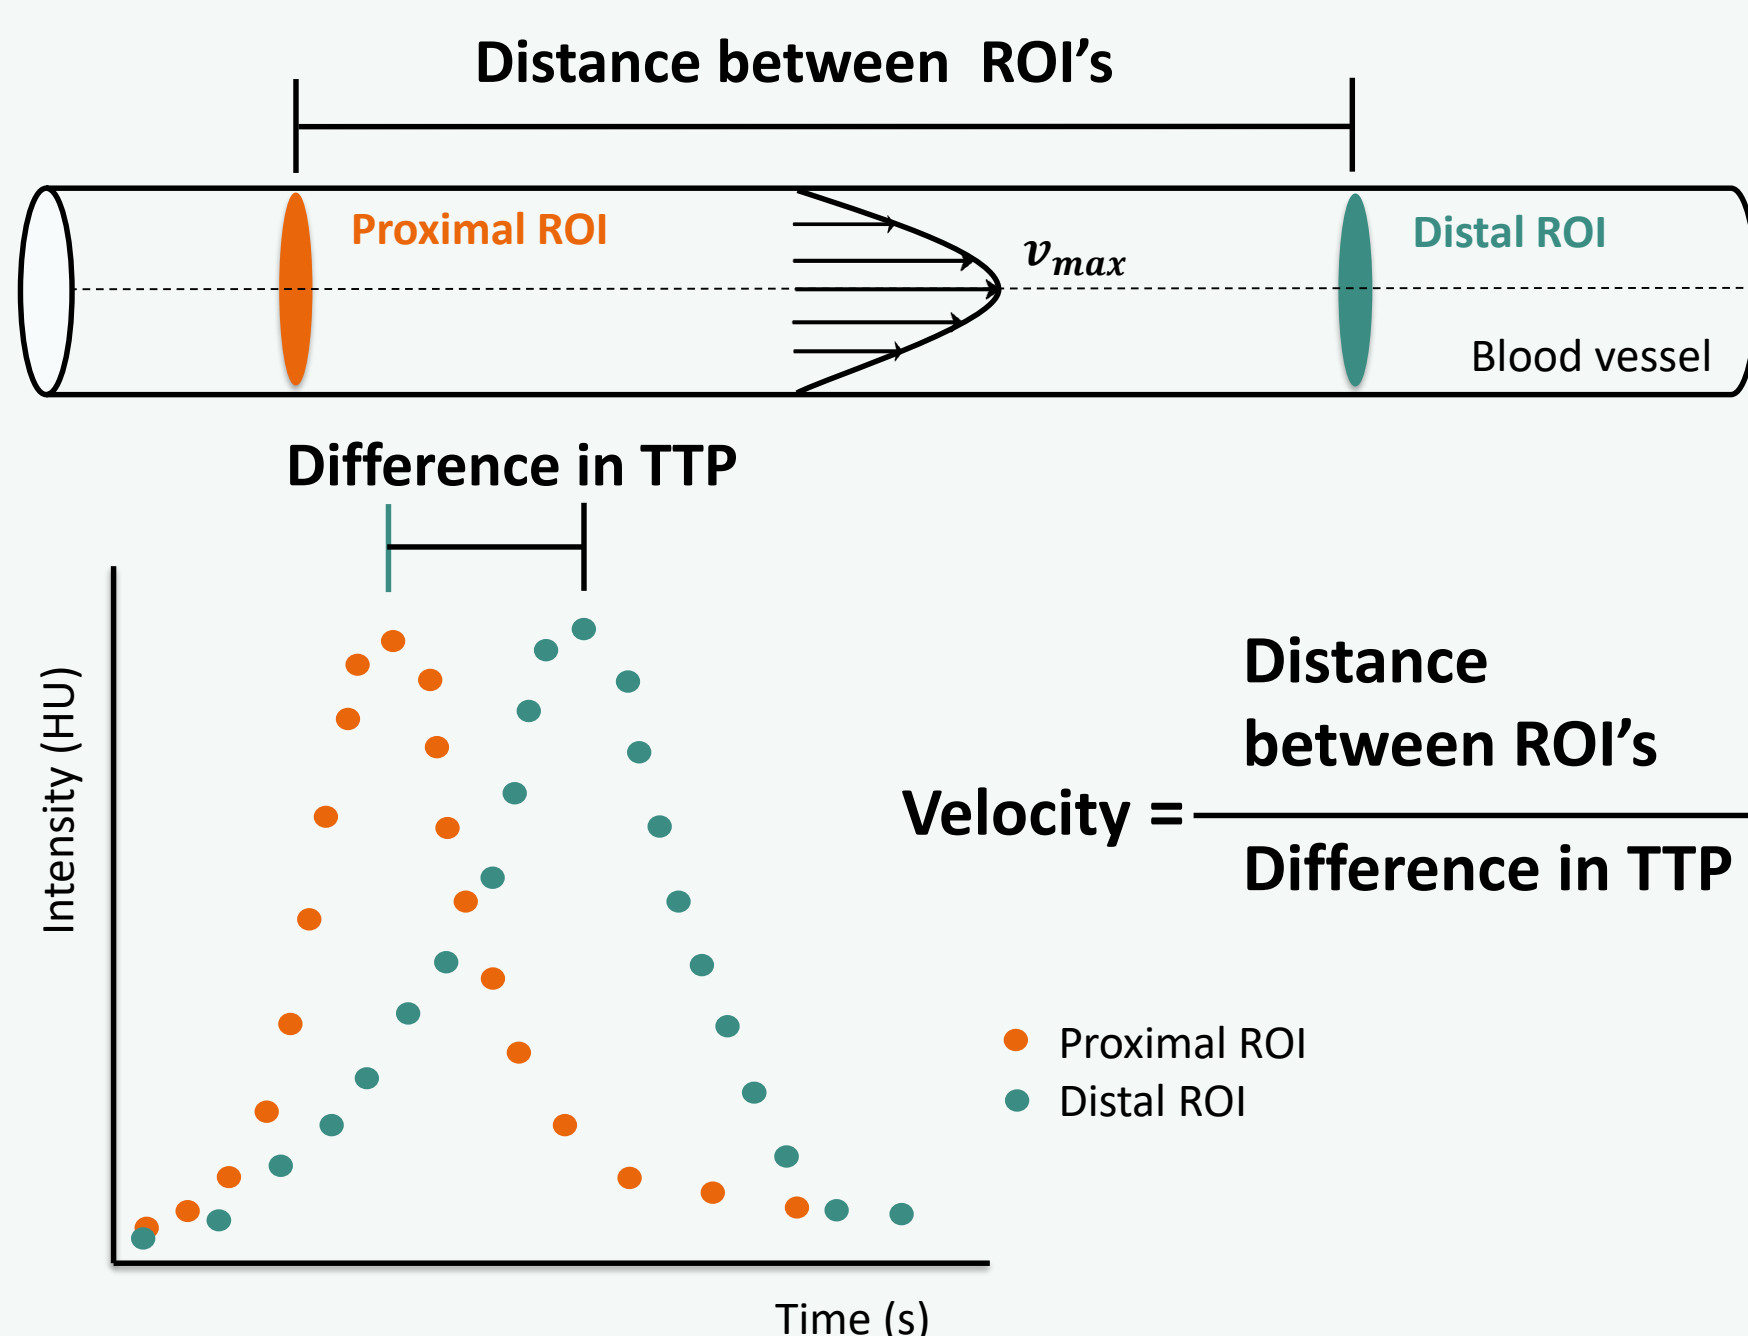 Distance between  ROI’s
Proximal ROI
v_max
Distal ROI
Blood vessel
Difference in TTP
Intensity (HU)
Distance
between ROI’s
Velocity =
Difference in TTP
Proximal ROI
Distal ROI
Time (s)